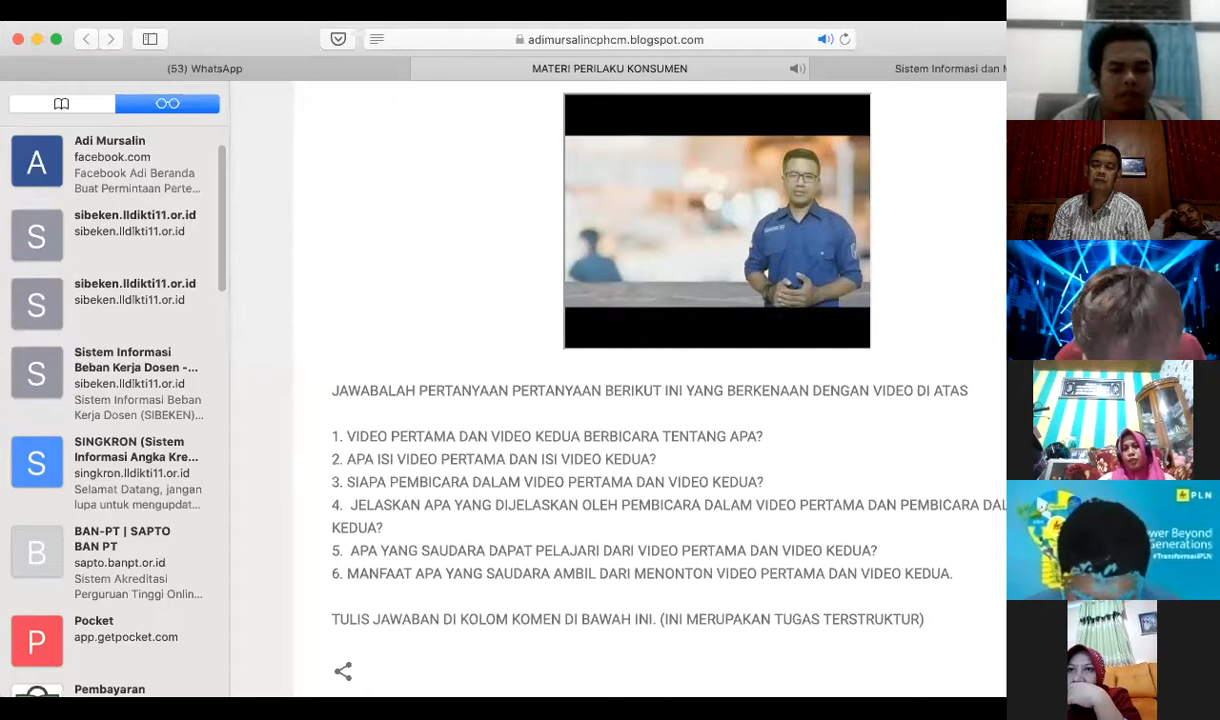 adimursalincphcm.blogspot.com
(53) WhatsApp
MATERI PERILAKU KONSUMEN
Sistem Informasi dan
A
Adi Mursalin
facebook.com
Facebook Adi Beranda
Buat Permintaan Perte...
S
sibeken.lldikti11.or.id
sibeken.lldikti11.or.id
S
sibeken.lldikti11.or.id
sibeken.lldikti11.or.id
S
Sistem Informasi
Beban Kerja Dosen -...
sibeken.lldikti11.or.id
Sistem Informasi Beban
Kerja Dosen (SIBEKEN)...
S
SINGKRON (Sistem
Informasi Angka Kre...
singkron.lldikti11.or.id
Selamat Datang, jangan
lupa untuk mengupdat...
B
BAN-PT | SAPTO
BAN PT
sapto.banpt.or.id
Sistem Akreditasi
Perguruan Tinggi Onlin...
P
Pocket
app.getpocket.com
Pembayaran
JAWABALAH PERTANYAAN PERTANYAAN BERIKUT INI YANG BERKENAAN DENGAN VIDEO DI ATAS
1. VIDEO PERTAMA DAN VIDEO KEDUA BERBICARA TENTANG APA?
2. APA ISI VIDEO PERTAMA DAN ISI VIDEO KEDUA?
3. SIAPA PEMBICARA DALAM VIDEO PERTAMA DAN VIDEO KEDUA?
4. JELASKAN APA YANG DIJELASKAN OLEH PEMBICARA DALAM VIDEO PERTAMA DAN PEMBICARA
KEDUA?
5. APA YANG SAUDARA DAPAT PELAJARI DARI VIDEO PERTAMA DAN VIDEO KEDUA?
6. MANFAAT APA YANG SAUDARA AMBIL DARI MENONTON VIDEO PERTAMA DAN VIDEO KEDUA.
TULIS JAWABAN DI KOLOM KOMEN DI BAWAH INI. (INI MERUPAKAN TUGAS TERSTRUKTUR)
PLN
Beyond
Generations
#TransformasiPLN